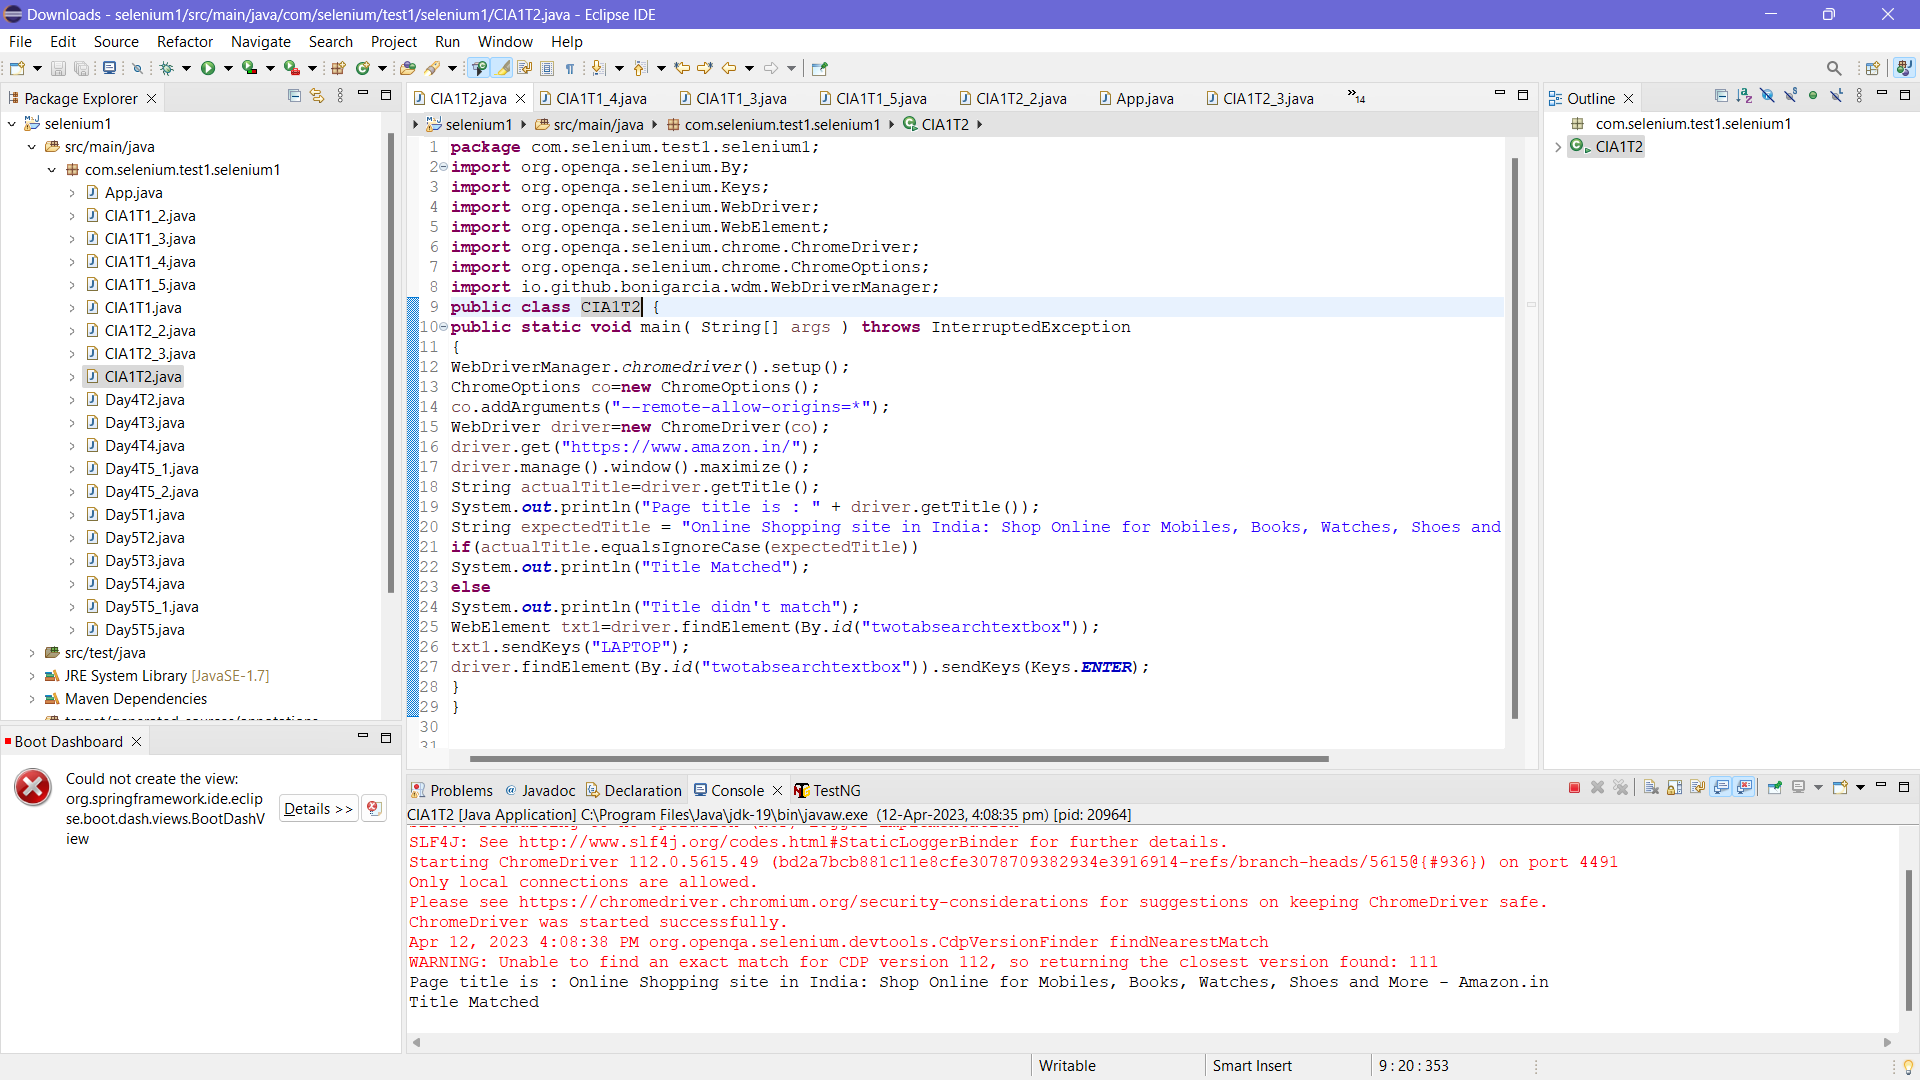 Downloads - selenium1/src/main/java/com/selenium/test1/selenium1/CIA1T2.java - Eclipse IDE
File Edit Source Refactor Navigate Search Project Run Window Help
Package Explorer
selenium1
src/main/java
com.selenium.test1.selenium1
App.java
CIA1T1_2.java
CIA1T1_3.java
CIA1T1_4.java
CIA1T1_5.java
CIA1T1.java
CIA1T2_2.java
CIA1T2_3.java
CIA1T2.java
Day4T2.java
Day4T3.java
Day4T4.java
Day4T5_1.java
Day4T5_2.java
Day5T1.java
Day5T2.java
Day5T3.java
Day5T4.java
Day5T5_1.java
Day5T5.java
src/test/java
JRE System Library [JavaSE-1.7]
Maven Dependencies
target/generated-sources/annotations
Boot Dashboard
Could not create the view:
org.springframework.ide.eclip
se.boot.dash.views.BootDashV
iew
Details >>
CIA1T2.java CIA1T1_4.java CIA1T1_3.java CIA1T1_5.java CIA1T2_2.java App.java CIA1T2_3.java »14
selenium1 src/main/java com.selenium.test1.selenium1 CIA1T2
1 package com.selenium.test1.selenium1;
2 import org.openqa.selenium.By;
3 import org.openqa.selenium.Keys;
4 import org.openqa.selenium.WebDriver;
5 import org.openqa.selenium.WebElement;
6 import org.openqa.selenium.chrome.ChromeDriver;
7 import org.openqa.selenium.chrome.ChromeOptions;
8 import io.github.bonigarcia.wdm.WebDriverManager;
9 public class CIA1T2 {
10 public static void main( String[] args ) throws InterruptedException
11 {
12 WebDriverManager.chromedriver().setup();
13 ChromeOptions co=new ChromeOptions();
14 co.addArguments("--remote-allow-origins=*");
15 WebDriver driver=new ChromeDriver(co);
16 driver.get("https://www.amazon.in/");
17 driver.manage().window().maximize();
18 String actualTitle=driver.getTitle();
19 System.out.println("Page title is : " + driver.getTitle());
20 String expectedTitle = "Online Shopping site in India: Shop Online for Mobiles, Books, Watches, Shoes and
21 if(actualTitle.equalsIgnoreCase(expectedTitle))
22 System.out.println("Title Matched");
23 else
24 System.out.println("Title didn't match");
25 WebElement txt1=driver.findElement(By.id("twotabsearchtextbox"));
26 txt1.sendKeys("LAPTOP");
27 driver.findElement(By.id("twotabsearchtextbox")).sendKeys(Keys.ENTER);
28 }
29 }
30
31
Outline
com.selenium.test1.selenium1
CIA1T2
Problems Javadoc Declaration Console TestNG
CIA1T2 [Java Application] C:\Program Files\Java\jdk-19\bin\javaw.exe (12-Apr-2023, 4:08:35 pm) [pid: 20964]
SLF4J: See http://www.slf4j.org/codes.html#StaticLoggerBinder for further details.
Starting ChromeDriver 112.0.5615.49 (bd2a7bcb881c11e8cfe3078709382934e3916914-refs/branch-heads/5615@{#936}) on port 4491
Only local connections are allowed.
Please see https://chromedriver.chromium.org/security-considerations for suggestions on keeping ChromeDriver safe.
ChromeDriver was started successfully.
Apr 12, 2023 4:08:38 PM org.openqa.selenium.devtools.CdpVersionFinder findNearestMatch
WARNING: Unable to find an exact match for CDP version 112, so returning the closest version found: 111
Page title is : Online Shopping site in India: Shop Online for Mobiles, Books, Watches, Shoes and More - Amazon.in
Title Matched
Writable Smart Insert 9 : 20 : 353